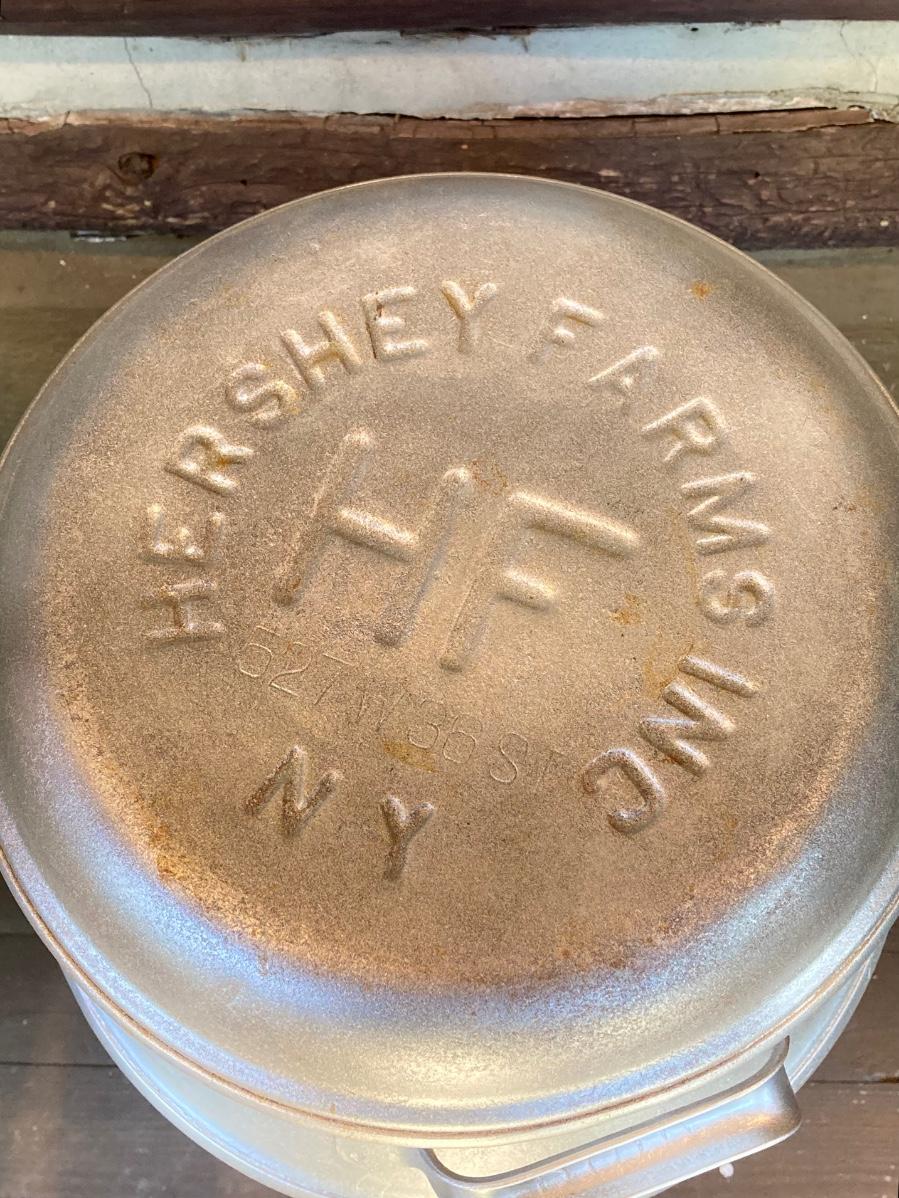 HERSHEY FARMS INC
HF
527 W 36 ST
N Y